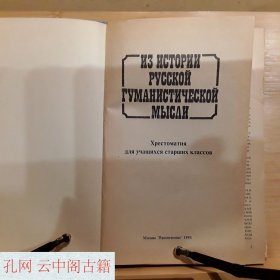 ИЗ ИСТОРИИ
РУССКОЙ
ГУМАНИСТИЧЕСКОЙ
МЫСЛИ
Хрестоматия
для учащихся старших классов
Москва «Просвещение» 1993
孔网 云中阁古籍